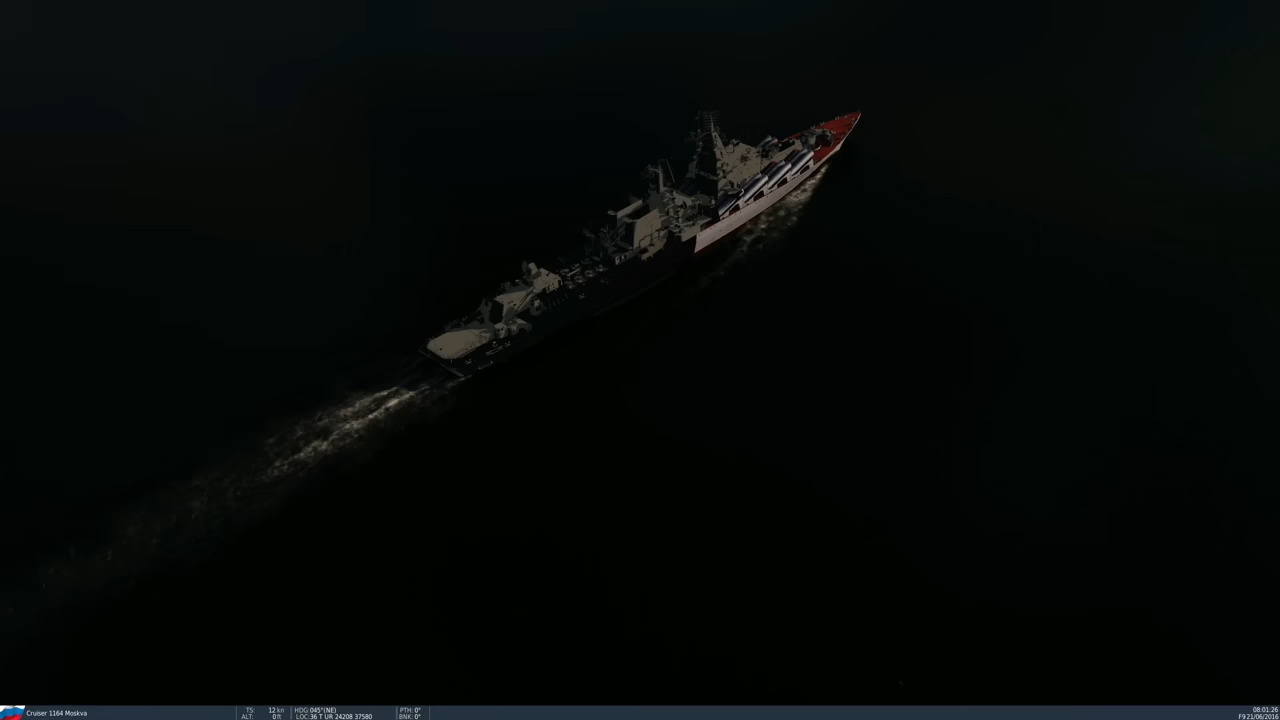 Cruiser 1164 Moskva
TS: 12 kn
ALT: 0 ft
HDG: 045°(NE)
LOC: 36 T UR 24208 37580
PTH: 0°
BNK: 0°
08:01:26
F9 21/06/2016